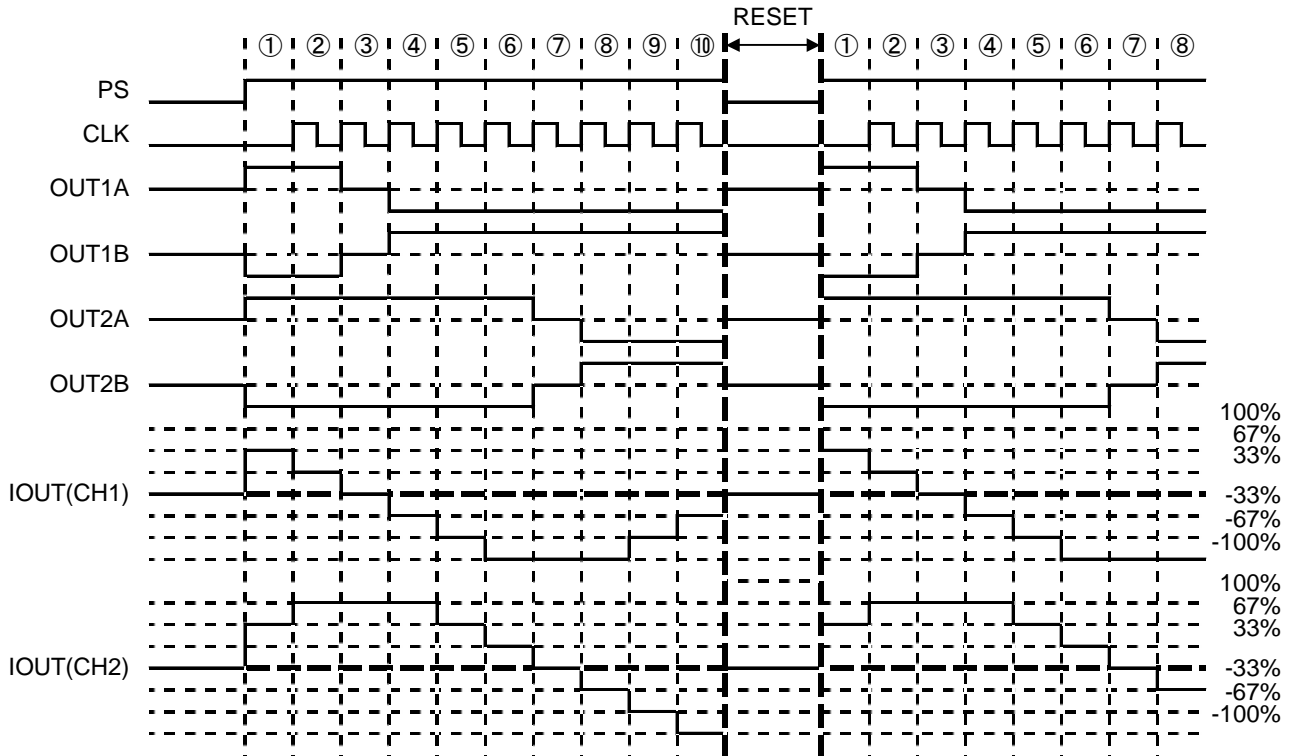 RESET
① ② ③ ④ ⑤ ⑥ ⑦ ⑧ ⑨ ⑩ ① ② ③ ④ ⑤ ⑥ ⑦ ⑧
PS
CLK
OUT1A
OUT1B
OUT2A
OUT2B
100%
67%
33%
IOUT(CH1)
-33%
-67%
-100%
100%
67%
33%
IOUT(CH2)
-33%
-67%
-100%